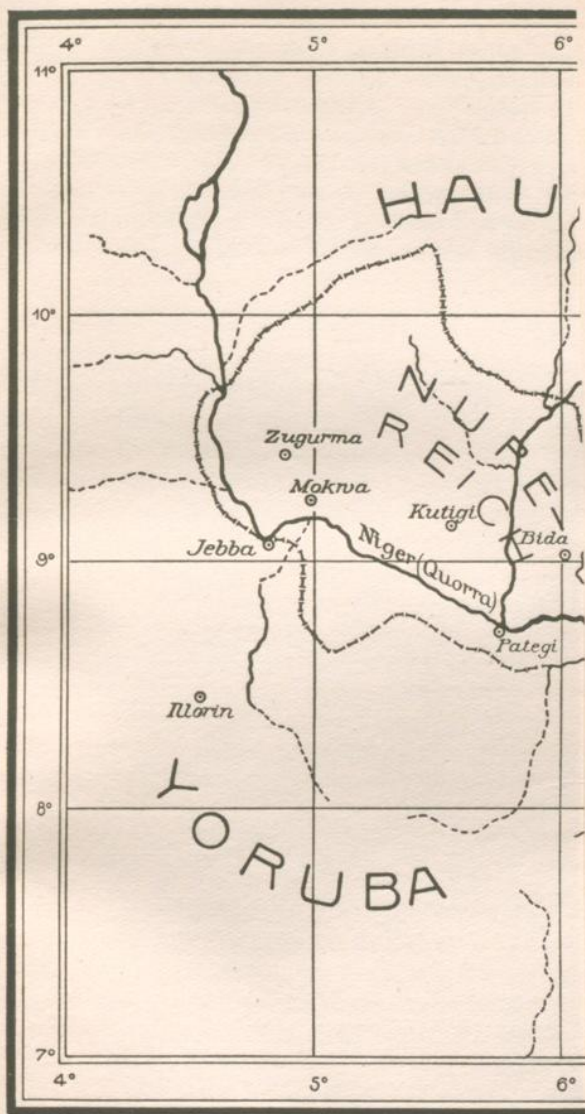 4° 5° 6°
11°
HAU
10°
NUPE-
REICH
Zugurma
Mokwa
Kutigi
Bida
Jebba
9°
Niger (Quorra)
Pategi
Illorin
8°
YORUBA
7°
4° 5° 6°